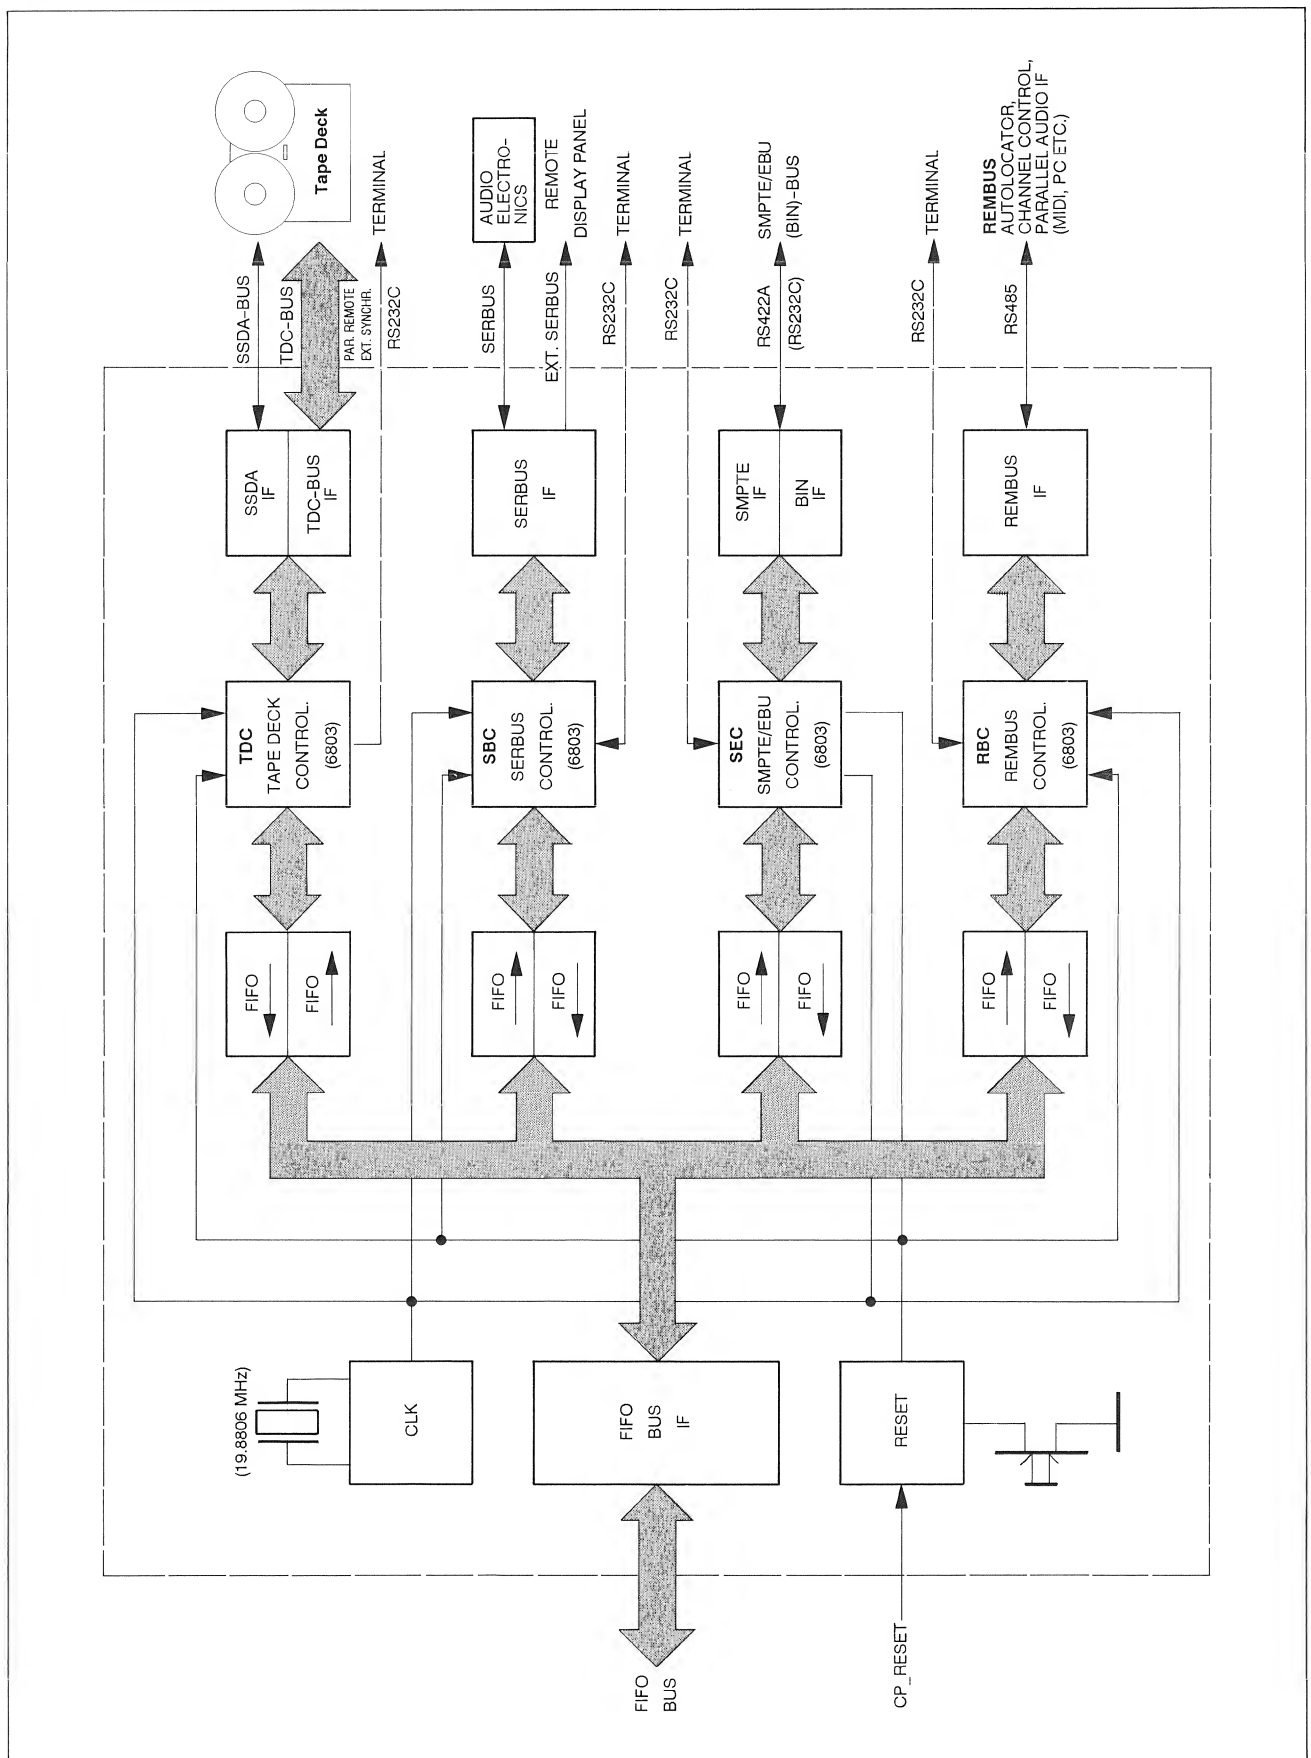 Tape Deck
SSDA-BUS
TDC-BUS
PAR. REMOTE
EXT. SYNCHR.
RS232C
TERMINAL
SSDA
IF
TDC-BUS
IF
TDC
TAPE DECK
CONTROL.
(6803)
FIFO
FIFO
AUDIO
ELECTRO-
NICS
REMOTE
DISPLAY PANEL
SERBUS
EXT. SERBUS
RS232C
TERMINAL
SERBUS
IF
SBC
SERBUS
CONTROL.
(6803)
FIFO
FIFO
TERMINAL
RS232C
SMPTE/EBU
(BIN)-BUS
RS422A
(RS232C)
SMPTE
IF
BIN
IF
SEC
SMPTE/EBU
CONTROL.
(6803)
FIFO
FIFO
TERMINAL
RS232C
REMBUS
AUTOLOCATOR,
CHANNEL CONTROL,
PARALLEL AUDIO IF
(MIDI, PC ETC.)
RS485
REMBUS
IF
RBC
REMBUS
CONTROL.
(6803)
FIFO
FIFO
(19.8806 MHz)
CLK
FIFO
BUS
IF
RESET
FIFO
BUS
CP_RESET